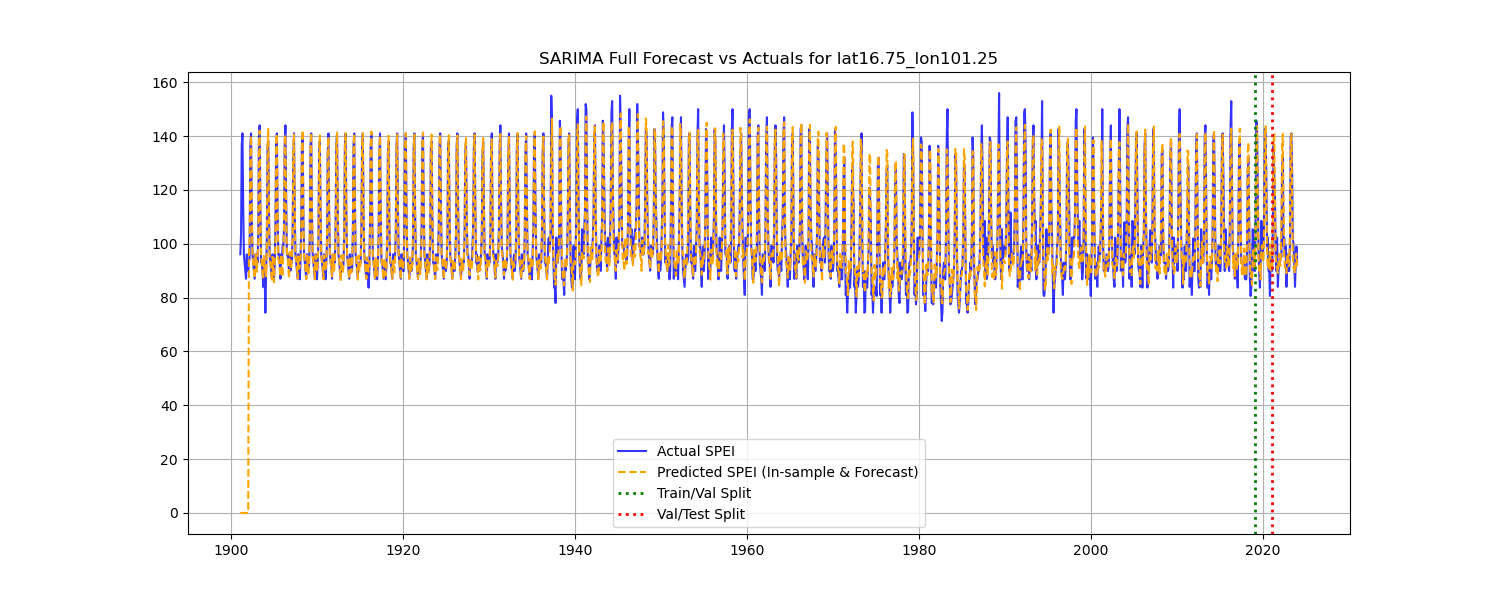 SARIMA Full Forecast vs Actuals for lat16.75_lon101.25
160
140
120
100
80
60
40
20
0
Actual SPEI
Predicted SPEI (In-sample & Forecast)
Train/Val Split
Val/Test Split
1900 1920 1940 1960 1980 2000 2020